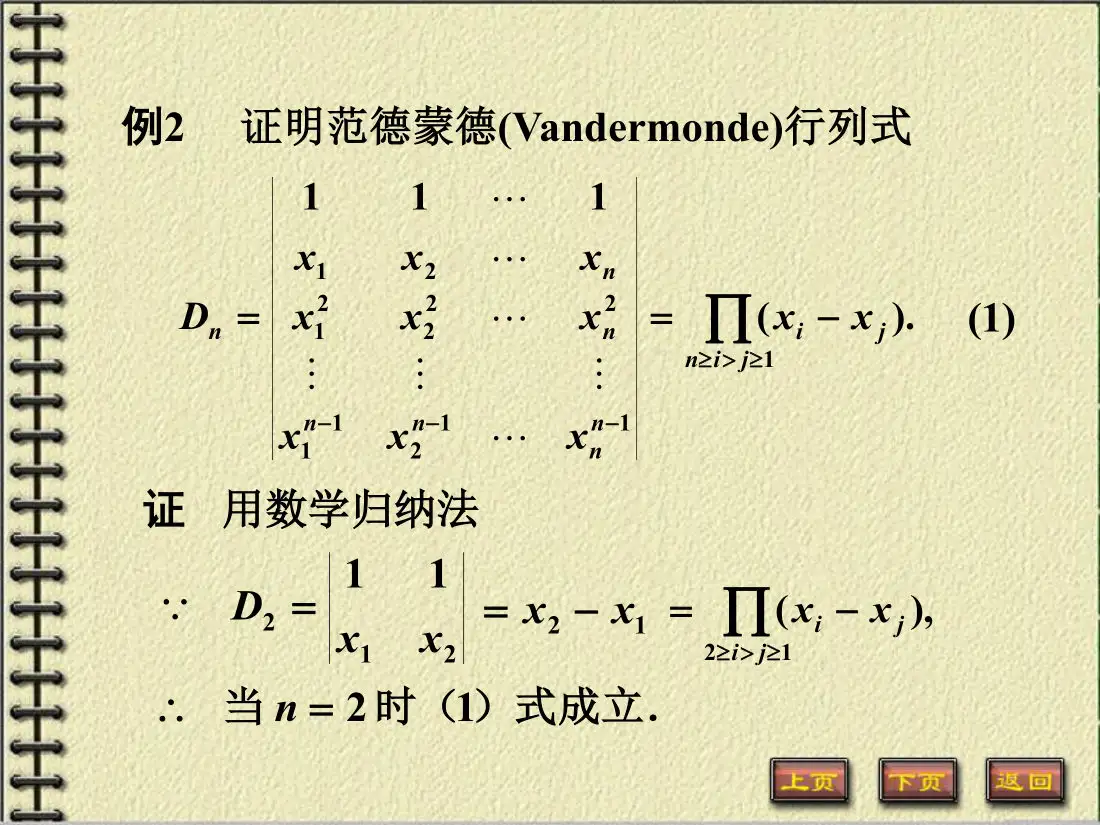 例2 证明范德蒙德(Vandermonde)行列式
1 1 ⋯ 1
x₁ x₂ ⋯ xₙ
Dₙ = x₁² x₂² ⋯ xₙ² = ∏(xᵢ − xⱼ). (1)
n≥i>j≥1
⋮ ⋮ ⋮
x₁ⁿ⁻¹ x₂ⁿ⁻¹ ⋯ xₙⁿ⁻¹
证 用数学归纳法
1 1
∵ D₂ = = x₂ − x₁ = ∏(xᵢ − xⱼ),
x₁ x₂
2≥i>j≥1
∴ 当 n = 2 时（1）式成立.
上页 下页 返回